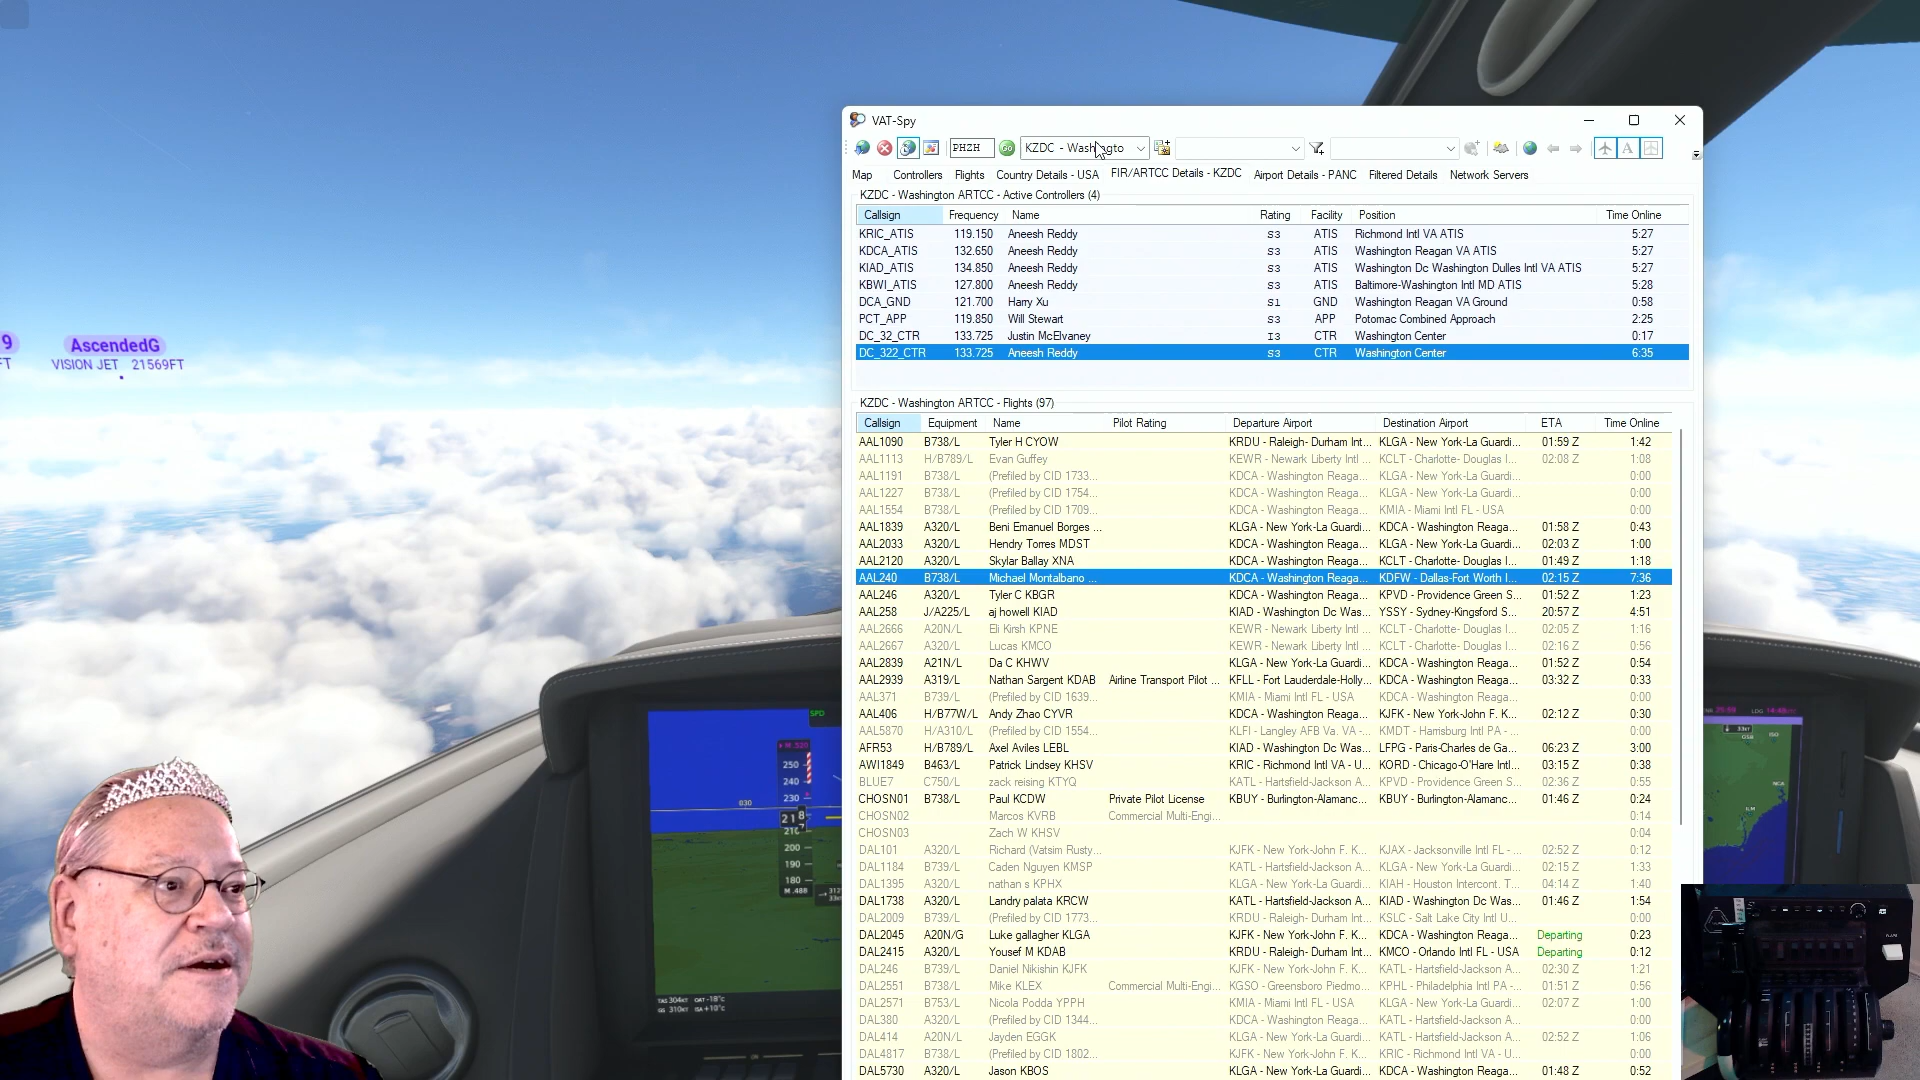 VAT-Spy
PHZH KZDC - Washingto
Map Controllers Flights Country Details - USA FIR/ARTCC Details - KZDC Airport Details - PANC Filtered Details Network Servers
KZDC - Washington ARTCC - Active Controllers (4)
Callsign Frequency Name Rating Facility Position Time Online
KRIC_ATIS 119.150 Aneesh Reddy S3 ATIS Richmond Intl VA ATIS 5:27
KDCA_ATIS 132.650 Aneesh Reddy S3 ATIS Washington Reagan VA ATIS 5:27
KIAD_ATIS 134.850 Aneesh Reddy S3 ATIS Washington Dc Washington Dulles Intl VA ATIS 5:27
KBWI_ATIS 127.800 Aneesh Reddy S3 ATIS Baltimore-Washington Intl MD ATIS 5:28
DCA_GND 121.700 Harry Xu S1 GND Washington Reagan VA Ground 0:58
PCT_APP 119.850 Will Stewart S3 APP Potomac Combined Approach 2:25
DC_32_CTR 133.725 Justin McElvaney I3 CTR Washington Center 0:17
DC_322_CTR 133.725 Aneesh Reddy S3 CTR Washington Center 6:35
9
FT
AscendedG
VISION JET 21569FT
KZDC - Washington ARTCC - Flights (97)
Callsign Equipment Name Pilot Rating Departure Airport Destination Airport ETA Time Online
AAL1090 B738/L Tyler H CYOW KRDU - Raleigh- Durham Int... KLGA - New York-La Guardi... 01:59 Z 1:42
AAL1113 H/B789/L Evan Guffey KEWR - Newark Liberty Intl ... KCLT - Charlotte- Douglas I... 02:08 Z 1:08
AAL1191 B738/L (Prefiled by CID 1733... KDCA - Washington Reaga... KLGA - New York-La Guardi... 0:00
AAL1227 B738/L (Prefiled by CID 1754... KDCA - Washington Reaga... KLGA - New York-La Guardi... 0:00
AAL1554 B738/L (Prefiled by CID 1709... KDCA - Washington Reaga... KMIA - Miami Intl FL - USA 0:00
AAL1839 A320/L Beni Emanuel Borges ... KLGA - New York-La Guardi... KDCA - Washington Reaga... 01:58 Z 0:43
AAL2033 A320/L Hendry Torres MDST KDCA - Washington Reaga... KLGA - New York-La Guardi... 02:03 Z 1:00
AAL2120 A320/L Skylar Ballay XNA KDCA - Washington Reaga... KCLT - Charlotte- Douglas I... 01:49 Z 1:18
AAL240 B738/L Michael Montalbano ... KDCA - Washington Reaga... KDFW - Dallas-Fort Worth I... 02:15 Z 7:36
AAL246 A320/L Tyler C KBGR KDCA - Washington Reaga... KPVD - Providence Green S... 01:52 Z 1:23
AAL258 J/A225/L aj howell KIAD KIAD - Washington Dc Was... YSSY - Sydney-Kingsford S... 20:57 Z 4:51
AAL2666 A20N/L Eli Kirsh KPNE KEWR - Newark Liberty Intl ... KCLT - Charlotte- Douglas I... 02:05 Z 1:16
AAL2667 A320/L Lucas KMCO KEWR - Newark Liberty Intl ... KCLT - Charlotte- Douglas I... 02:16 Z 0:56
AAL2839 A21N/L Da C KHWV KLGA - New York-La Guardi... KDCA - Washington Reaga... 01:52 Z 0:54
AAL2939 A319/L Nathan Sargent KDAB Airline Transport Pilot ... KFLL - Fort Lauderdale-Holly... KDCA - Washington Reaga... 03:32 Z 0:33
AAL371 B739/L (Prefiled by CID 1639... KMIA - Miami Intl FL - USA KDCA - Washington Reaga... 0:00
AAL406 H/B77W/L Andy Zhao CYVR KDCA - Washington Reaga... KJFK - New York-John F. K... 02:12 Z 0:30
AAL5870 H/A310/L (Prefiled by CID 1554... KLFI - Langley AFB Va. VA -... KMDT - Harrisburg Intl PA -... 0:00
AFR53 H/B789/L Axel Aviles LEBL KIAD - Washington Dc Was... LFPG - Paris-Charles de Ga... 06:23 Z 3:00
AWI1849 B463/L Patrick Lindsey KHSV KRIC - Richmond Intl VA - U... KORD - Chicago-O'Hare Intl... 03:15 Z 0:38
BLUE7 C750/L zack reising KTYQ KATL - Hartsfield-Jackson A... KPVD - Providence Green S... 02:36 Z 0:55
CHOSN01 B738/L Paul KCDW Private Pilot License KBUY - Burlington-Alamanc... KBUY - Burlington-Alamanc... 01:46 Z 0:24
CHOSN02 Marcos KVRB Commercial Multi-Engi... 0:14
CHOSN03 Zach W KHSV 0:04
DAL101 A320/L Richard (Vatsim Rusty... KJFK - New York-John F. K... KJAX - Jacksonville Intl FL -... 02:52 Z 0:12
DAL1184 B739/L Caden Nguyen KMSP KATL - Hartsfield-Jackson A... KLGA - New York-La Guardi... 02:15 Z 1:33
DAL1395 A320/L nathan s KPHX KLGA - New York-La Guardi... KIAH - Houston Intercont. T... 04:14 Z 1:40
DAL1738 A320/L Landry palata KRCW KATL - Hartsfield-Jackson A... KIAD - Washington Dc Was... 01:46 Z 1:54
DAL2009 B739/L (Prefiled by CID 1773... KRDU - Raleigh- Durham Int... KSLC - Salt Lake City Intl U... 0:00
DAL2045 A20N/G Luke gallagher KLGA KJFK - New York-John F. K... KDCA - Washington Reaga... Departing 0:23
DAL2415 A320/L Yousef M KDAB KRDU - Raleigh- Durham Int... KMCO - Orlando Intl FL - USA Departing 0:12
DAL246 B739/L Daniel Nikishin KJFK KJFK - New York-John F. K... KATL - Hartsfield-Jackson A... 02:30 Z 1:21
DAL2551 B738/L Mike KLEX Commercial Multi-Engi... KGSO - Greensboro Piedmo... KPHL - Philadelphia Intl PA -... 01:51 Z 0:56
DAL2571 B753/L Nicola Podda YPPH KMIA - Miami Intl FL - USA KLGA - New York-La Guardi... 02:07 Z 1:00
DAL380 A320/L (Prefiled by CID 1344... KDCA - Washington Reaga... KATL - Hartsfield-Jackson A... 0:00
DAL414 A20N/L Jayden EGGK KLGA - New York-La Guardi... KATL - Hartsfield-Jackson A... 02:52 Z 1:06
DAL4817 B738/L (Prefiled by CID 1802... KJFK - New York-John F. K... KRIC - Richmond Intl VA - U... 0:00
DAL5730 A320/L Jason KBOS KLGA - New York-La Guardi... KDCA - Washington Reaga... 01:48 Z 0:52
SPD
M .520
250
240
230
030
218
210
200
190
180
M .488
TAS 304KT OAT -18°C
GS 310KT ISA +10°C